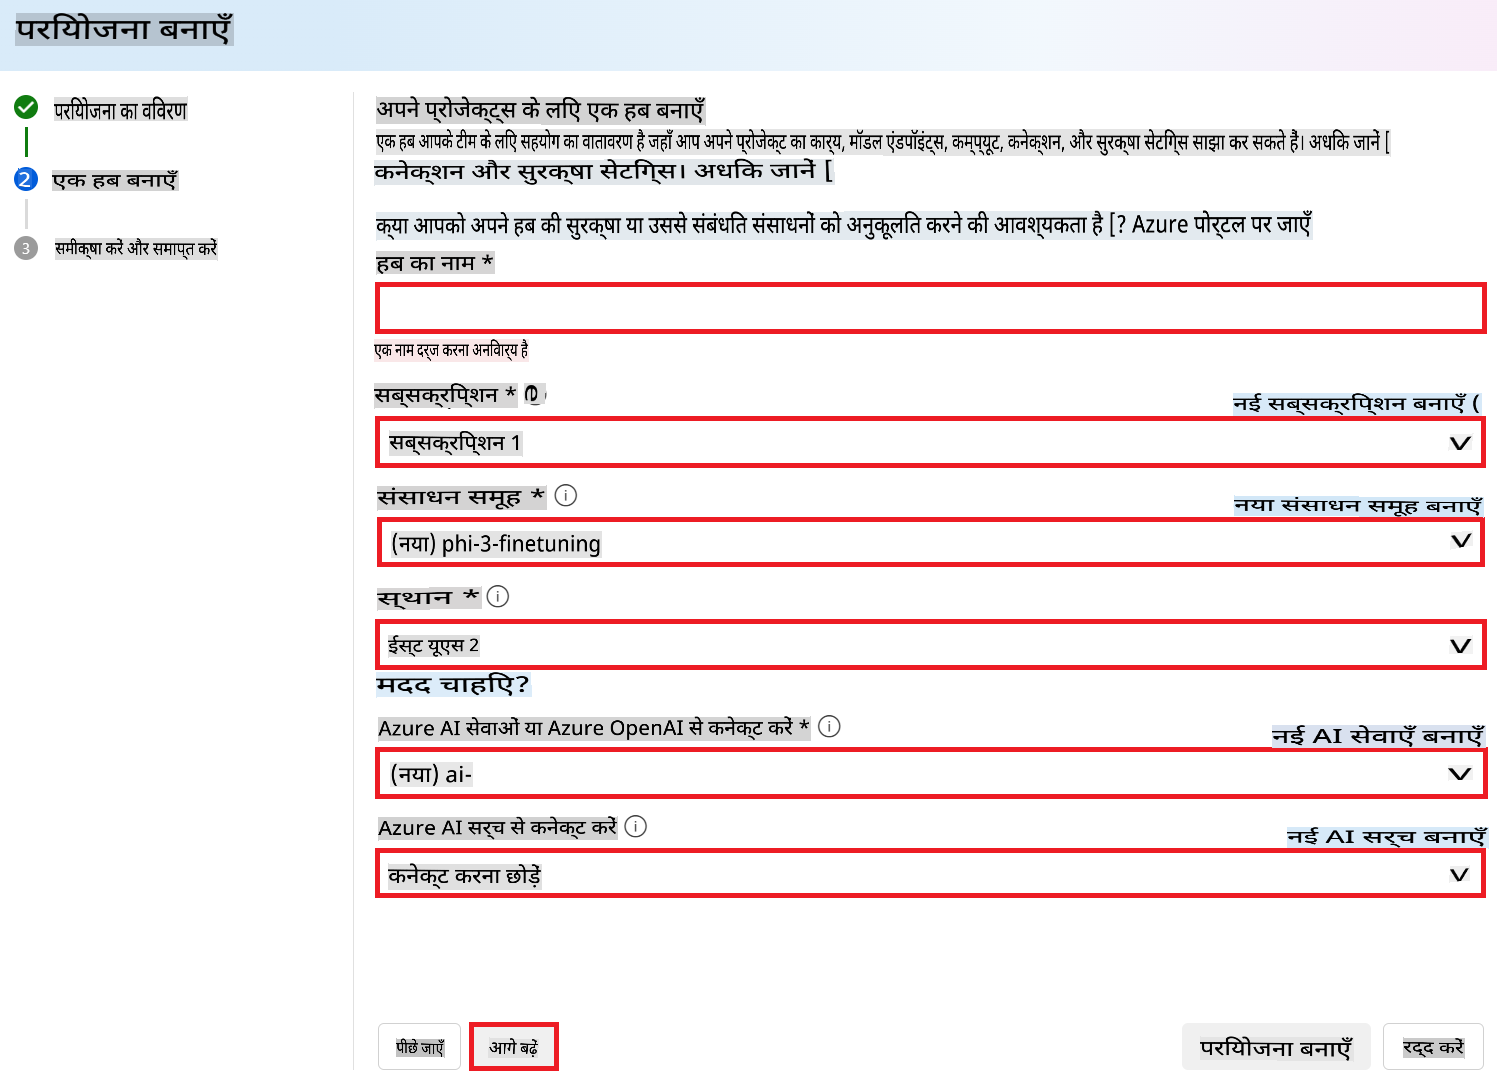 परियोजना बनाएँ
परियोजना का विवरण
2 एक हब बनाएँ
3 समीक्षा करें और समाप्त करें
अपने प्रोजेक्ट्स के लिए एक हब बनाएँ
एक हब आपके टीम के लिए सहयोग का वातावरण है जहाँ आप अपने प्रोजेक्ट का कार्य, मॉडल एंडपॉइंट्स, कम्प्यूट, कनेक्शन, और सुरक्षा सेटिंग्स साझा कर सकते हैं। अधिक जानें [
कनेक्शन और सुरक्षा सेटिंग्स। अधिक जानें [
क्या आपको अपने हब की सुरक्षा या उससे संबंधित संसाधनों को अनुकूलित करने की आवश्यकता है [? Azure पोर्टल पर जाएँ
हब का नाम *
एक नाम दर्ज करना अनिवार्य है
सब्सक्रिप्शन *
नई सब्सक्रिप्शन बनाएँ (
सब्सक्रिप्शन 1
संसाधन समूह *
नया संसाधन समूह बनाएँ
(नया) phi-3-finetuning
स्थान *
ईस्ट यूएस 2
मदद चाहिए?
Azure AI सेवाओं या Azure OpenAI से कनेक्ट करें *
नई AI सेवाएँ बनाएँ
(नया) ai-
Azure AI सर्च से कनेक्ट करें
नई AI सर्च बनाएँ
कनेक्ट करना छोड़ें
पीछे जाएँ
आगे बढ़ें
परियोजना बनाएँ
रद्द करें